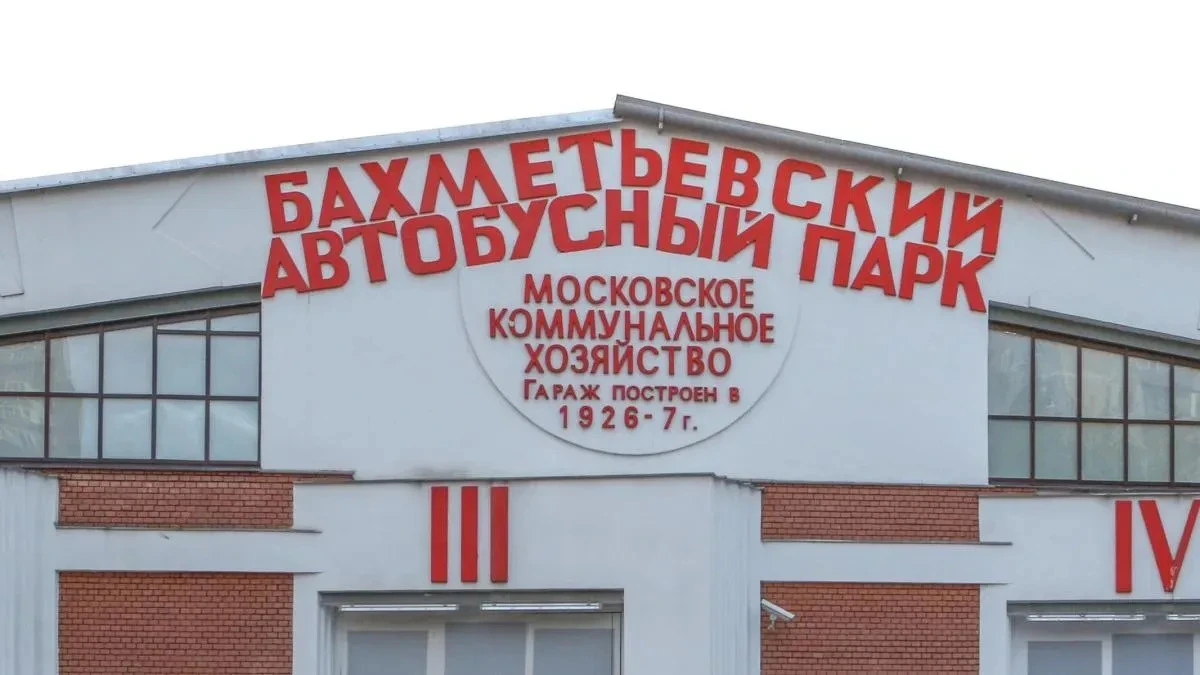 БАХМЕТЬЕВСКИЙ
АВТОБУСНЫЙ ПАРК
МОСКОВСКОЕ
КОММУНАЛЬНОЕ
ХОЗЯЙСТВО
ГАРАЖ ПОСТРОЕН В
1926-7 г.
III
IV